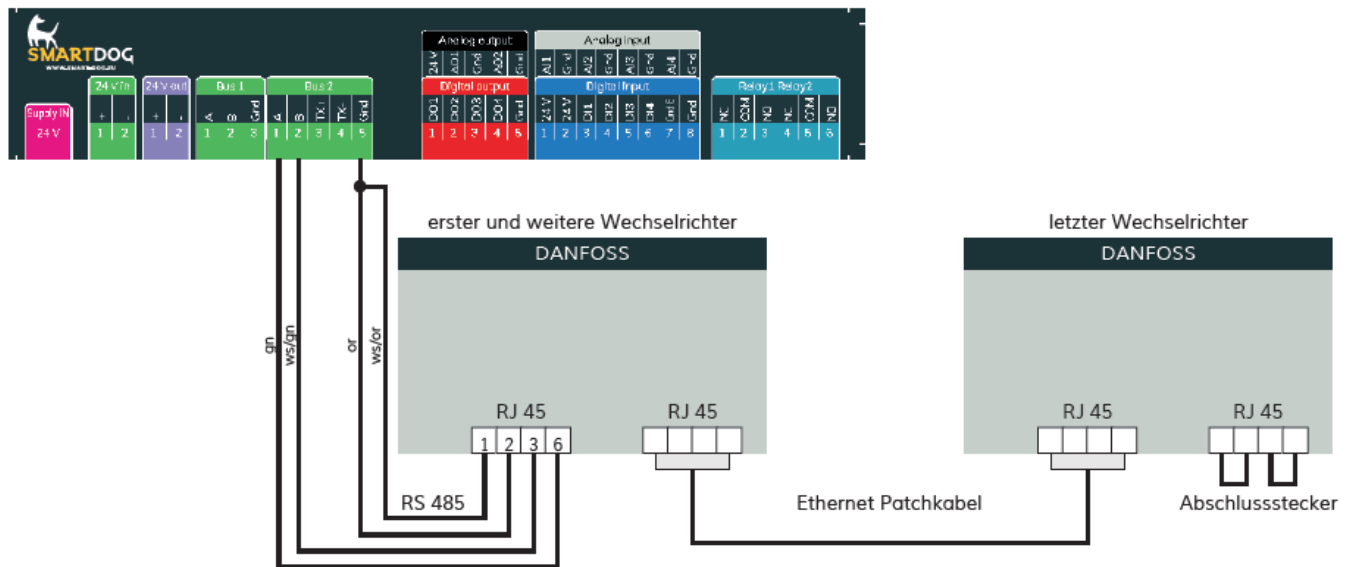 SMARTDOG
WWW.SMARTDOG.EU
Analog output
Analog input
24 V AO1 Gnd AO2 Gnd
AI1 Gnd AI2 Gnd AI3 Gnd AI4 Gnd
24 V in
24 V out
Bus 1
Bus 2
Digital output
Digital Input
Relay1 Relay2
Supply IN
24 V
+ -
+ -
A B Gnd
A B TX+ TX- Gnd
DO1 DO2 DO3 DO4 Gnd
24 V 24 V DI1 DI2 DI3 DI4 Gnd Gnd
NC COM NO NC COM NO
1 2
1 2
1 2 3
1 2 3 4 5
1 2 3 4 5
1 2 3 4 5 6 7 8
1 2 3 4 5 6
erster und weitere Wechselrichter
letzter Wechselrichter
DANFOSS
DANFOSS
gn
ws/gn
or
ws/or
RJ 45
RJ 45
RJ 45
RJ 45
1 2 3 6
RS 485
Ethernet Patchkabel
Abschlussstecker